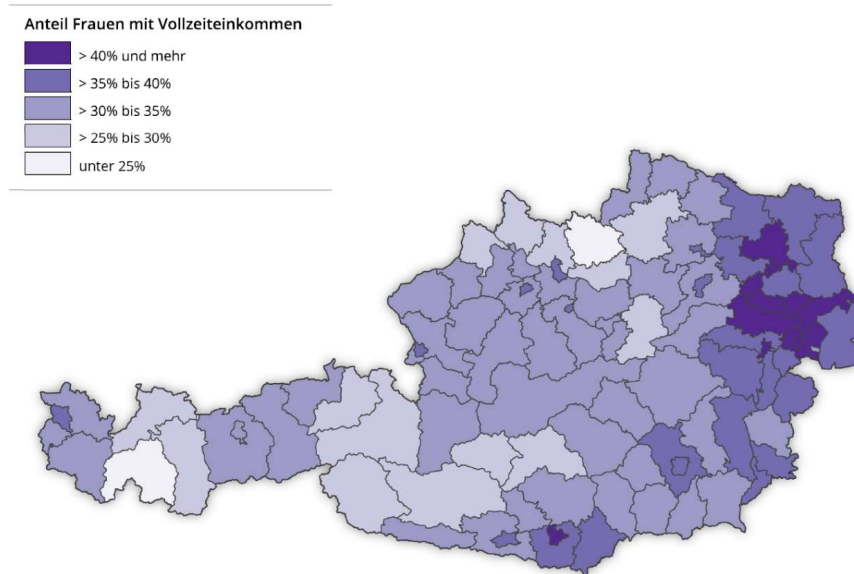 Anteil Frauen mit Vollzeiteinkommen
> 40% und mehr
> 35% bis 40%
> 30% bis 35%
> 25% bis 30%
unter 25%